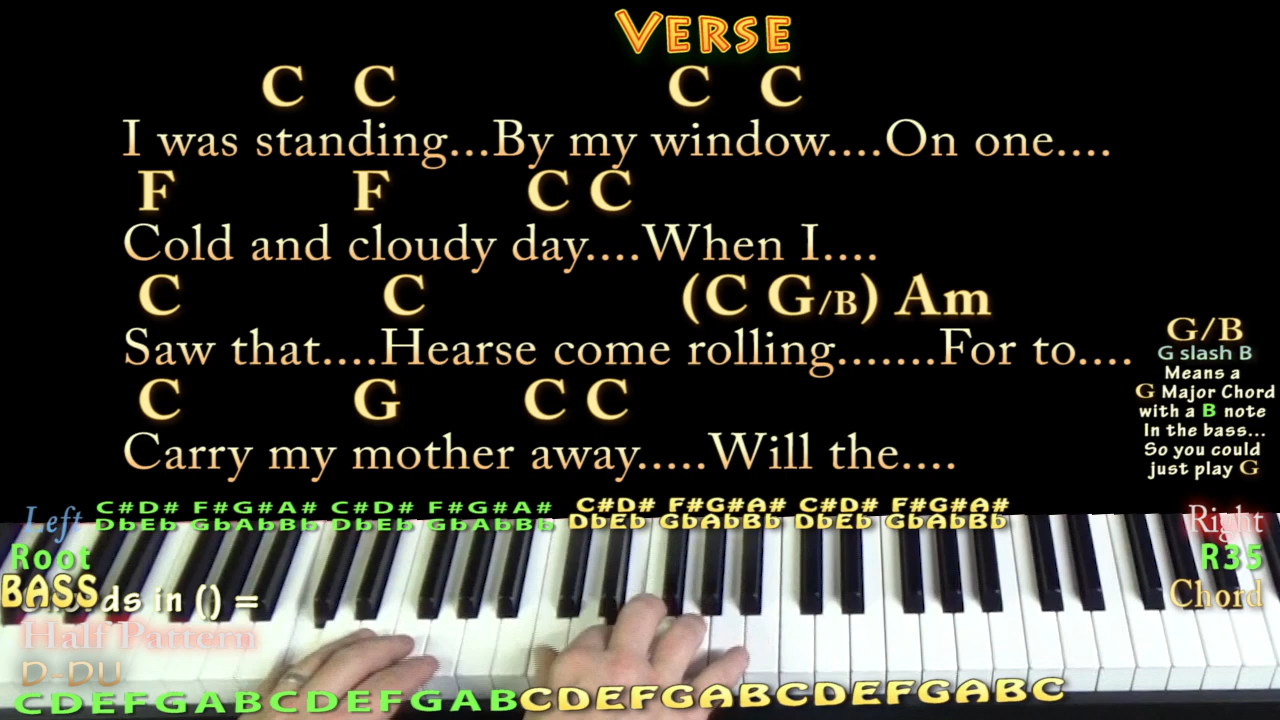 VERSE
C C C C
I was standing...By my window....On one....
F F C C
Cold and cloudy day....When I....
C C (C G/B) Am
Saw that....Hearse come rolling.......For to....
C G C C
Carry my mother away.....Will the....
G/B
G slash B
Means a
G Major Chord
with a B note
In the bass...
So you could
just play G
Left
C#D# F#G#A# C#D# F#G#A# C#D# F#G#A# C#D# F#G#A#
DbEb GbAbBb DbEb GbAbBb DbEb GbAbBb DbEb GbAbBb
Right
Root
R35
BASS
ds in () =
Chord
Half Pattern
D-DU
CDEFGABCDEFGABCDEFGABCDEFGABC